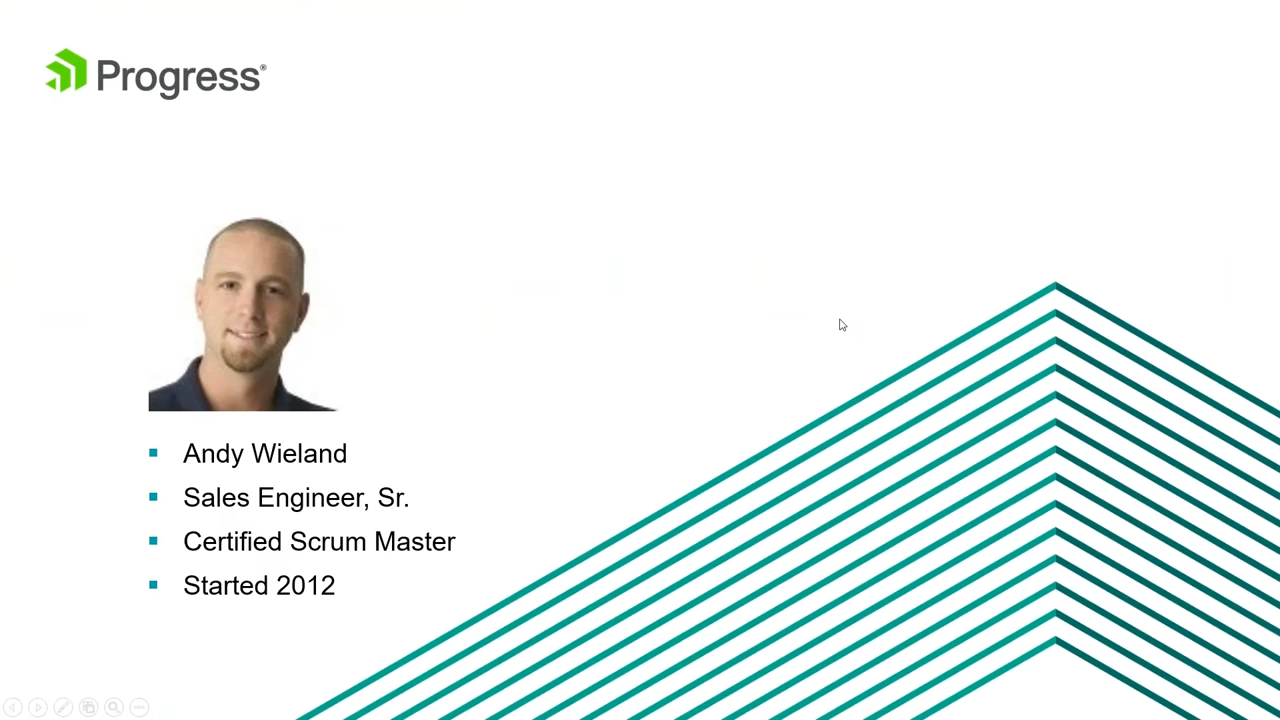 Progress®
Andy Wieland
Sales Engineer, Sr.
Certified Scrum Master
Started 2012